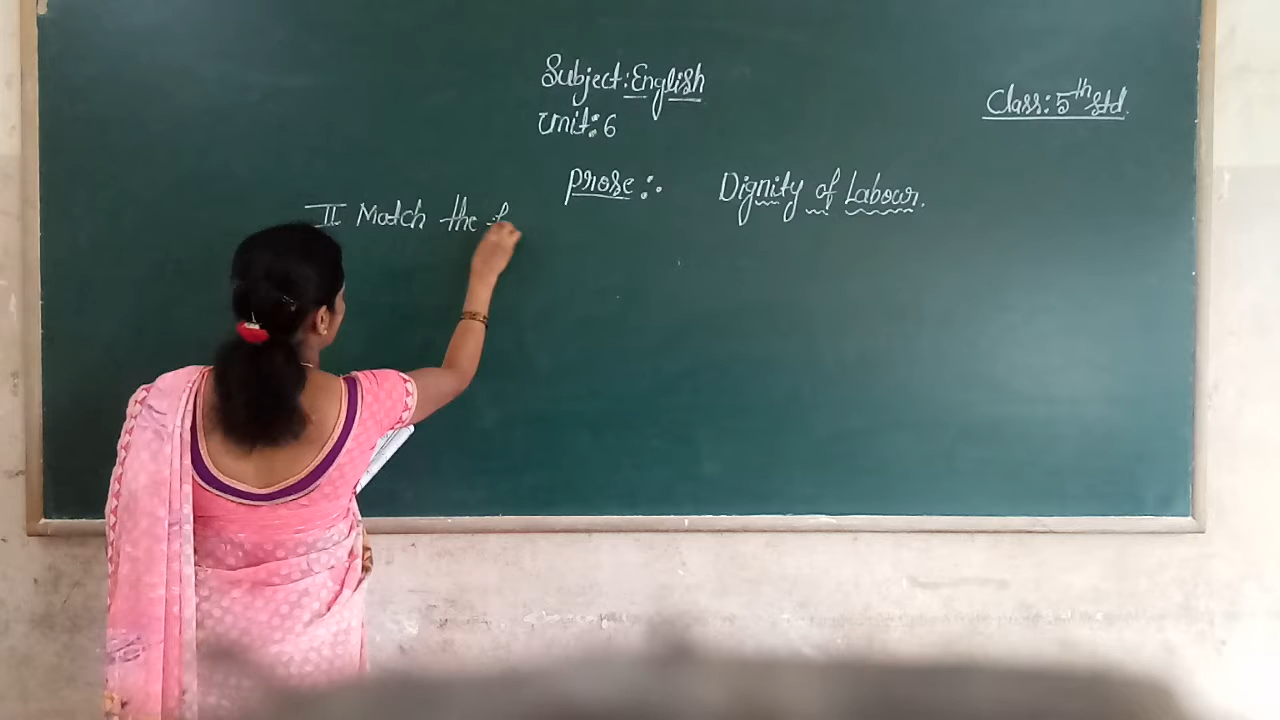 Subject: English
Unit: 6
Class: 5th Std.
Prose :. Dignity of Labour.
II Match the f